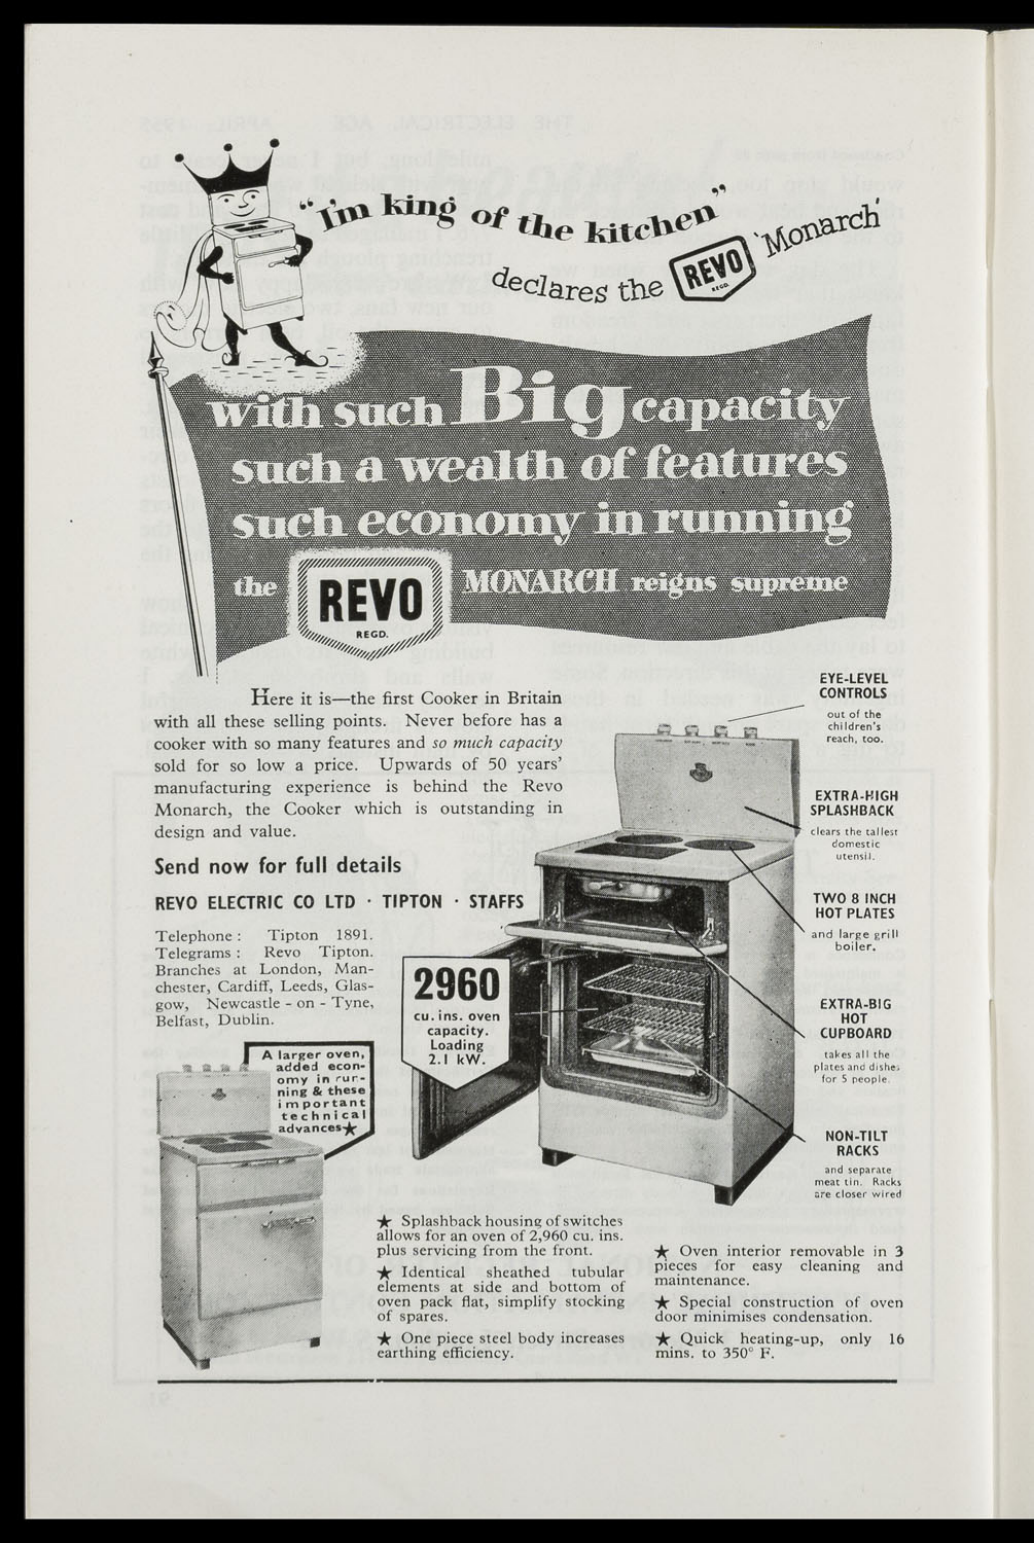 "I'm king of the kitchen"
declares the REVO REGD. 'Monarch'
with such Big capacity
such a wealth of features
such economy in running
the REVO REGD. MONARCH reigns supreme
Here it is—the first Cooker in Britain
with all these selling points. Never before has a
cooker with so many features and so much capacity
sold for so low a price. Upwards of 50 years'
manufacturing experience is behind the Revo
Monarch, the Cooker which is outstanding in
design and value.
Send now for full details
REVO ELECTRIC CO LTD · TIPTON · STAFFS
Telephone : Tipton 1891.
Telegrams : Revo Tipton.
Branches at London, Man-
chester, Cardiff, Leeds, Glas-
gow, Newcastle - on - Tyne,
Belfast, Dublin.
A larger oven,
added econ-
omy in run-
ning & these
important
technical
advances★
2960
cu. ins. oven
capacity.
Loading
2.1 kW.
EYE-LEVEL
CONTROLS
out of the
children's
reach, too.
EXTRA-HIGH
SPLASHBACK
clears the tallest
domestic
utensil.
TWO 8 INCH
HOT PLATES
and large grill
boiler.
EXTRA-BIG
HOT
CUPBOARD
takes all the
plates and dishes
for 5 people.
NON-TILT
RACKS
and separate
meat tin. Racks
are closer wired
★ Splashback housing of switches
allows for an oven of 2,960 cu. ins.
plus servicing from the front.
★ Identical sheathed tubular
elements at side and bottom of
oven pack flat, simplify stocking
of spares.
★ One piece steel body increases
earthing efficiency.
★ Oven interior removable in 3
pieces for easy cleaning and
maintenance.
★ Special construction of oven
door minimises condensation.
★ Quick heating-up, only 16
mins. to 350° F.